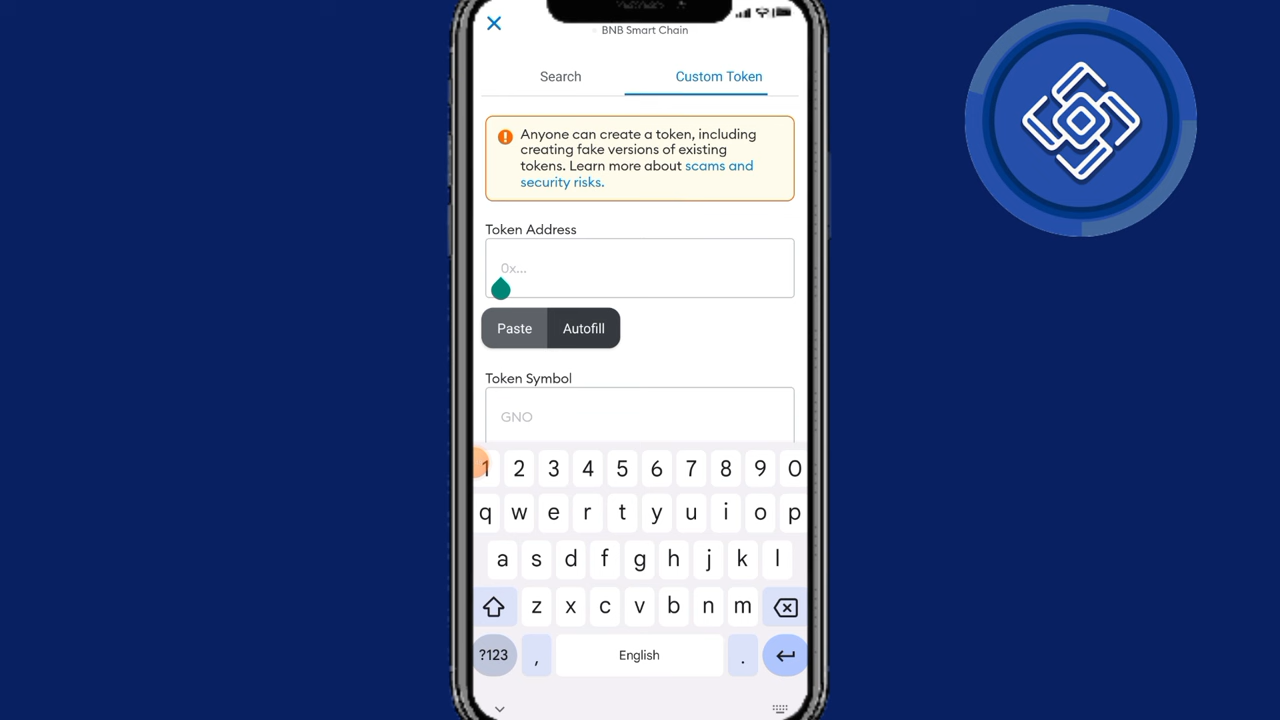 BNB Smart Chain
Search
Custom Token
Anyone can create a token, including
creating fake versions of existing
tokens. Learn more about scams and
security risks.
Token Address
0x...
Paste
Autofill
Token Symbol
GNO
1 2 3 4 5 6 7 8 9 0
q w e r t y u i o p
a s d f g h j k l
z x c v b n m
?123 , English .